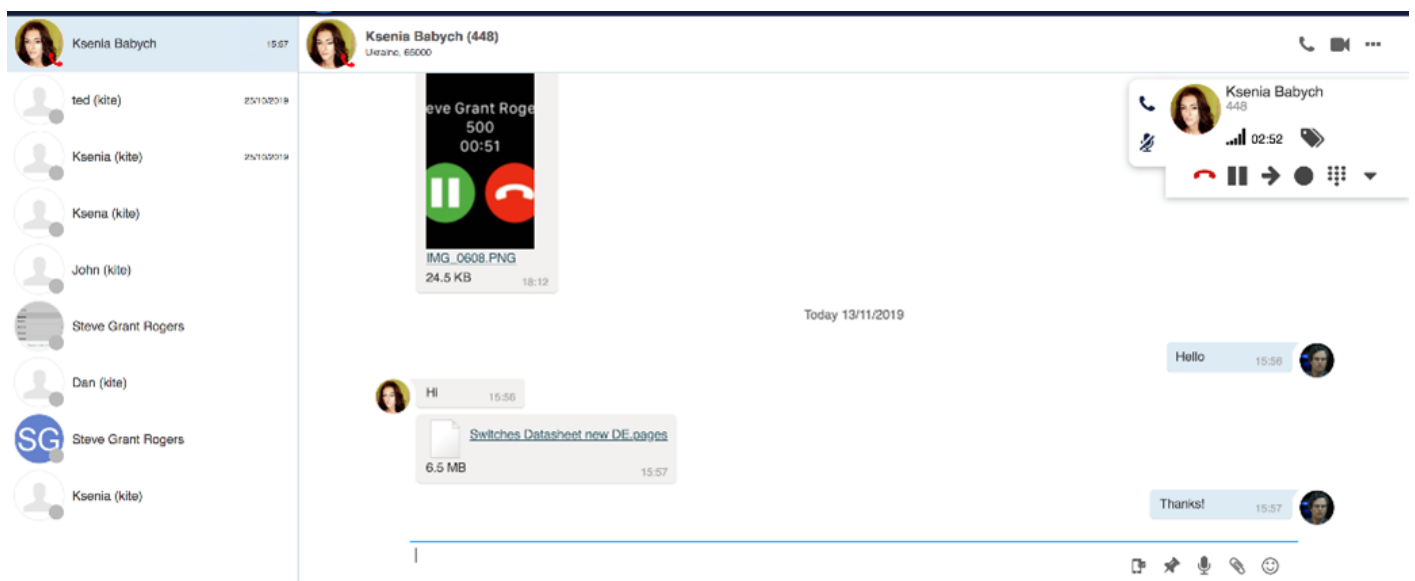 Ksenia Babych
15:57
ted (kite)
25/10/2019
Ksenia (kite)
25/10/2019
Ksena (kite)
John (kite)
Steve Grant Rogers
Dan (kite)
SG
Steve Grant Rogers
Ksenia (kite)
Ksenia Babych (448)
Ukraine, 65000
eve Grant Roge
500
00:51
IMG_0608.PNG
24.5 KB
18:12
Today 13/11/2019
Hello
15:56
Hi
15:56
Switches Datasheet new DE.pages
6.5 MB
15:57
Thanks!
15:57
Ksenia Babych
448
02:52